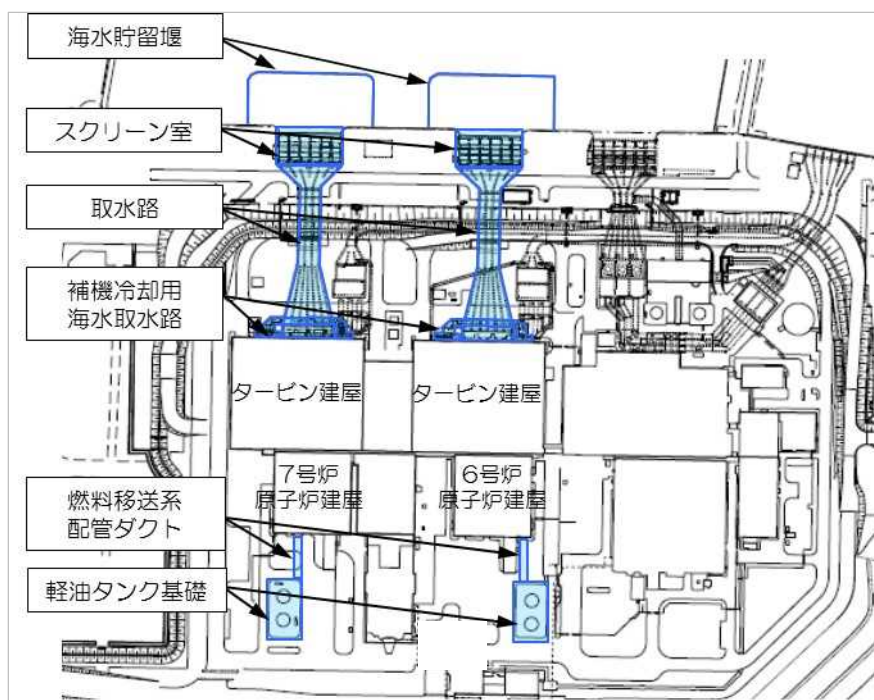 海水貯留堰
スクリーン室
取水路
補機冷却用
海水取水路
タービン建屋
タービン建屋
7号炉
原子炉建屋
6号炉
原子炉建屋
燃料移送系
配管ダクト
軽油タンク基礎